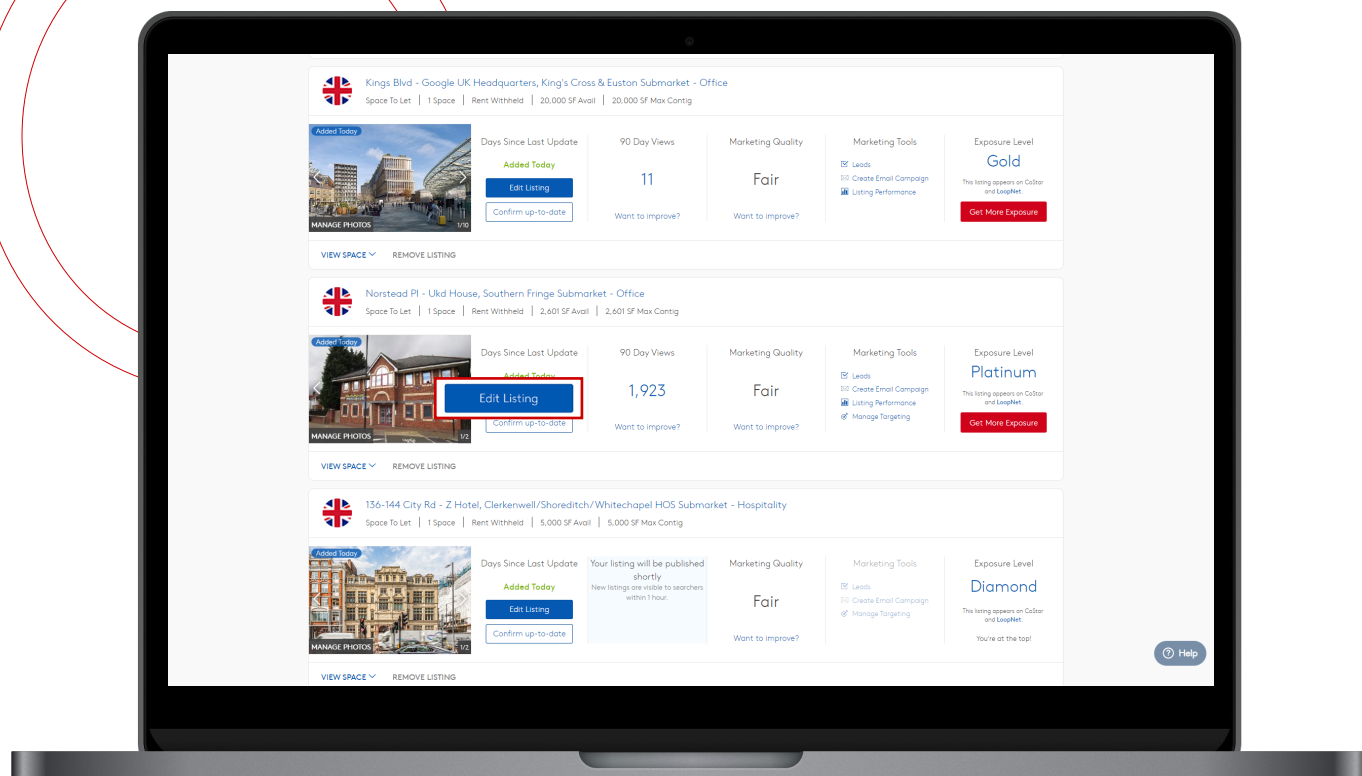 Kings Blvd - Google UK Headquarters, King's Cross & Euston Submarket - Office
Space To Let | 1 Space | Rent Withheld | 20,000 SF Avail | 20,000 SF Max Contig
Added Today
MANAGE PHOTOS
1/10
Days Since Last Update
Added Today
Edit Listing
Confirm up-to-date
90 Day Views
11
Want to improve?
Marketing Quality
Fair
Want to improve?
Marketing Tools
Leads
Create Email Campaign
Listing Performance
Exposure Level
Gold
This listing appears on CoStar
and LoopNet.
Get More Exposure
VIEW SPACE
REMOVE LISTING
Norstead Pl - Ukd House, Southern Fringe Submarket - Office
Space To Let | 1 Space | Rent Withheld | 2,601 SF Avail | 2,601 SF Max Contig
Added Today
MANAGE PHOTOS
1/2
Days Since Last Update
Added Today
Edit Listing
Confirm up-to-date
90 Day Views
1,923
Want to improve?
Marketing Quality
Fair
Want to improve?
Marketing Tools
Leads
Create Email Campaign
Listing Performance
Manage Targeting
Exposure Level
Platinum
This listing appears on CoStar
and LoopNet.
Get More Exposure
VIEW SPACE
REMOVE LISTING
136-144 City Rd - Z Hotel, Clerkenwell/Shoreditch/Whitechapel HOS Submarket - Hospitality
Space To Let | 1 Space | Rent Withheld | 5,000 SF Avail | 5,000 SF Max Contig
Added Today
MANAGE PHOTOS
1/2
Days Since Last Update
Added Today
Edit Listing
Confirm up-to-date
Your listing will be published
shortly
New listings are visible to searchers
within 1 hour.
Marketing Quality
Fair
Want to improve?
Marketing Tools
Leads
Create Email Campaign
Manage Targeting
Exposure Level
Diamond
This listing appears on CoStar
and LoopNet.
You're at the top!
VIEW SPACE
REMOVE LISTING
Help